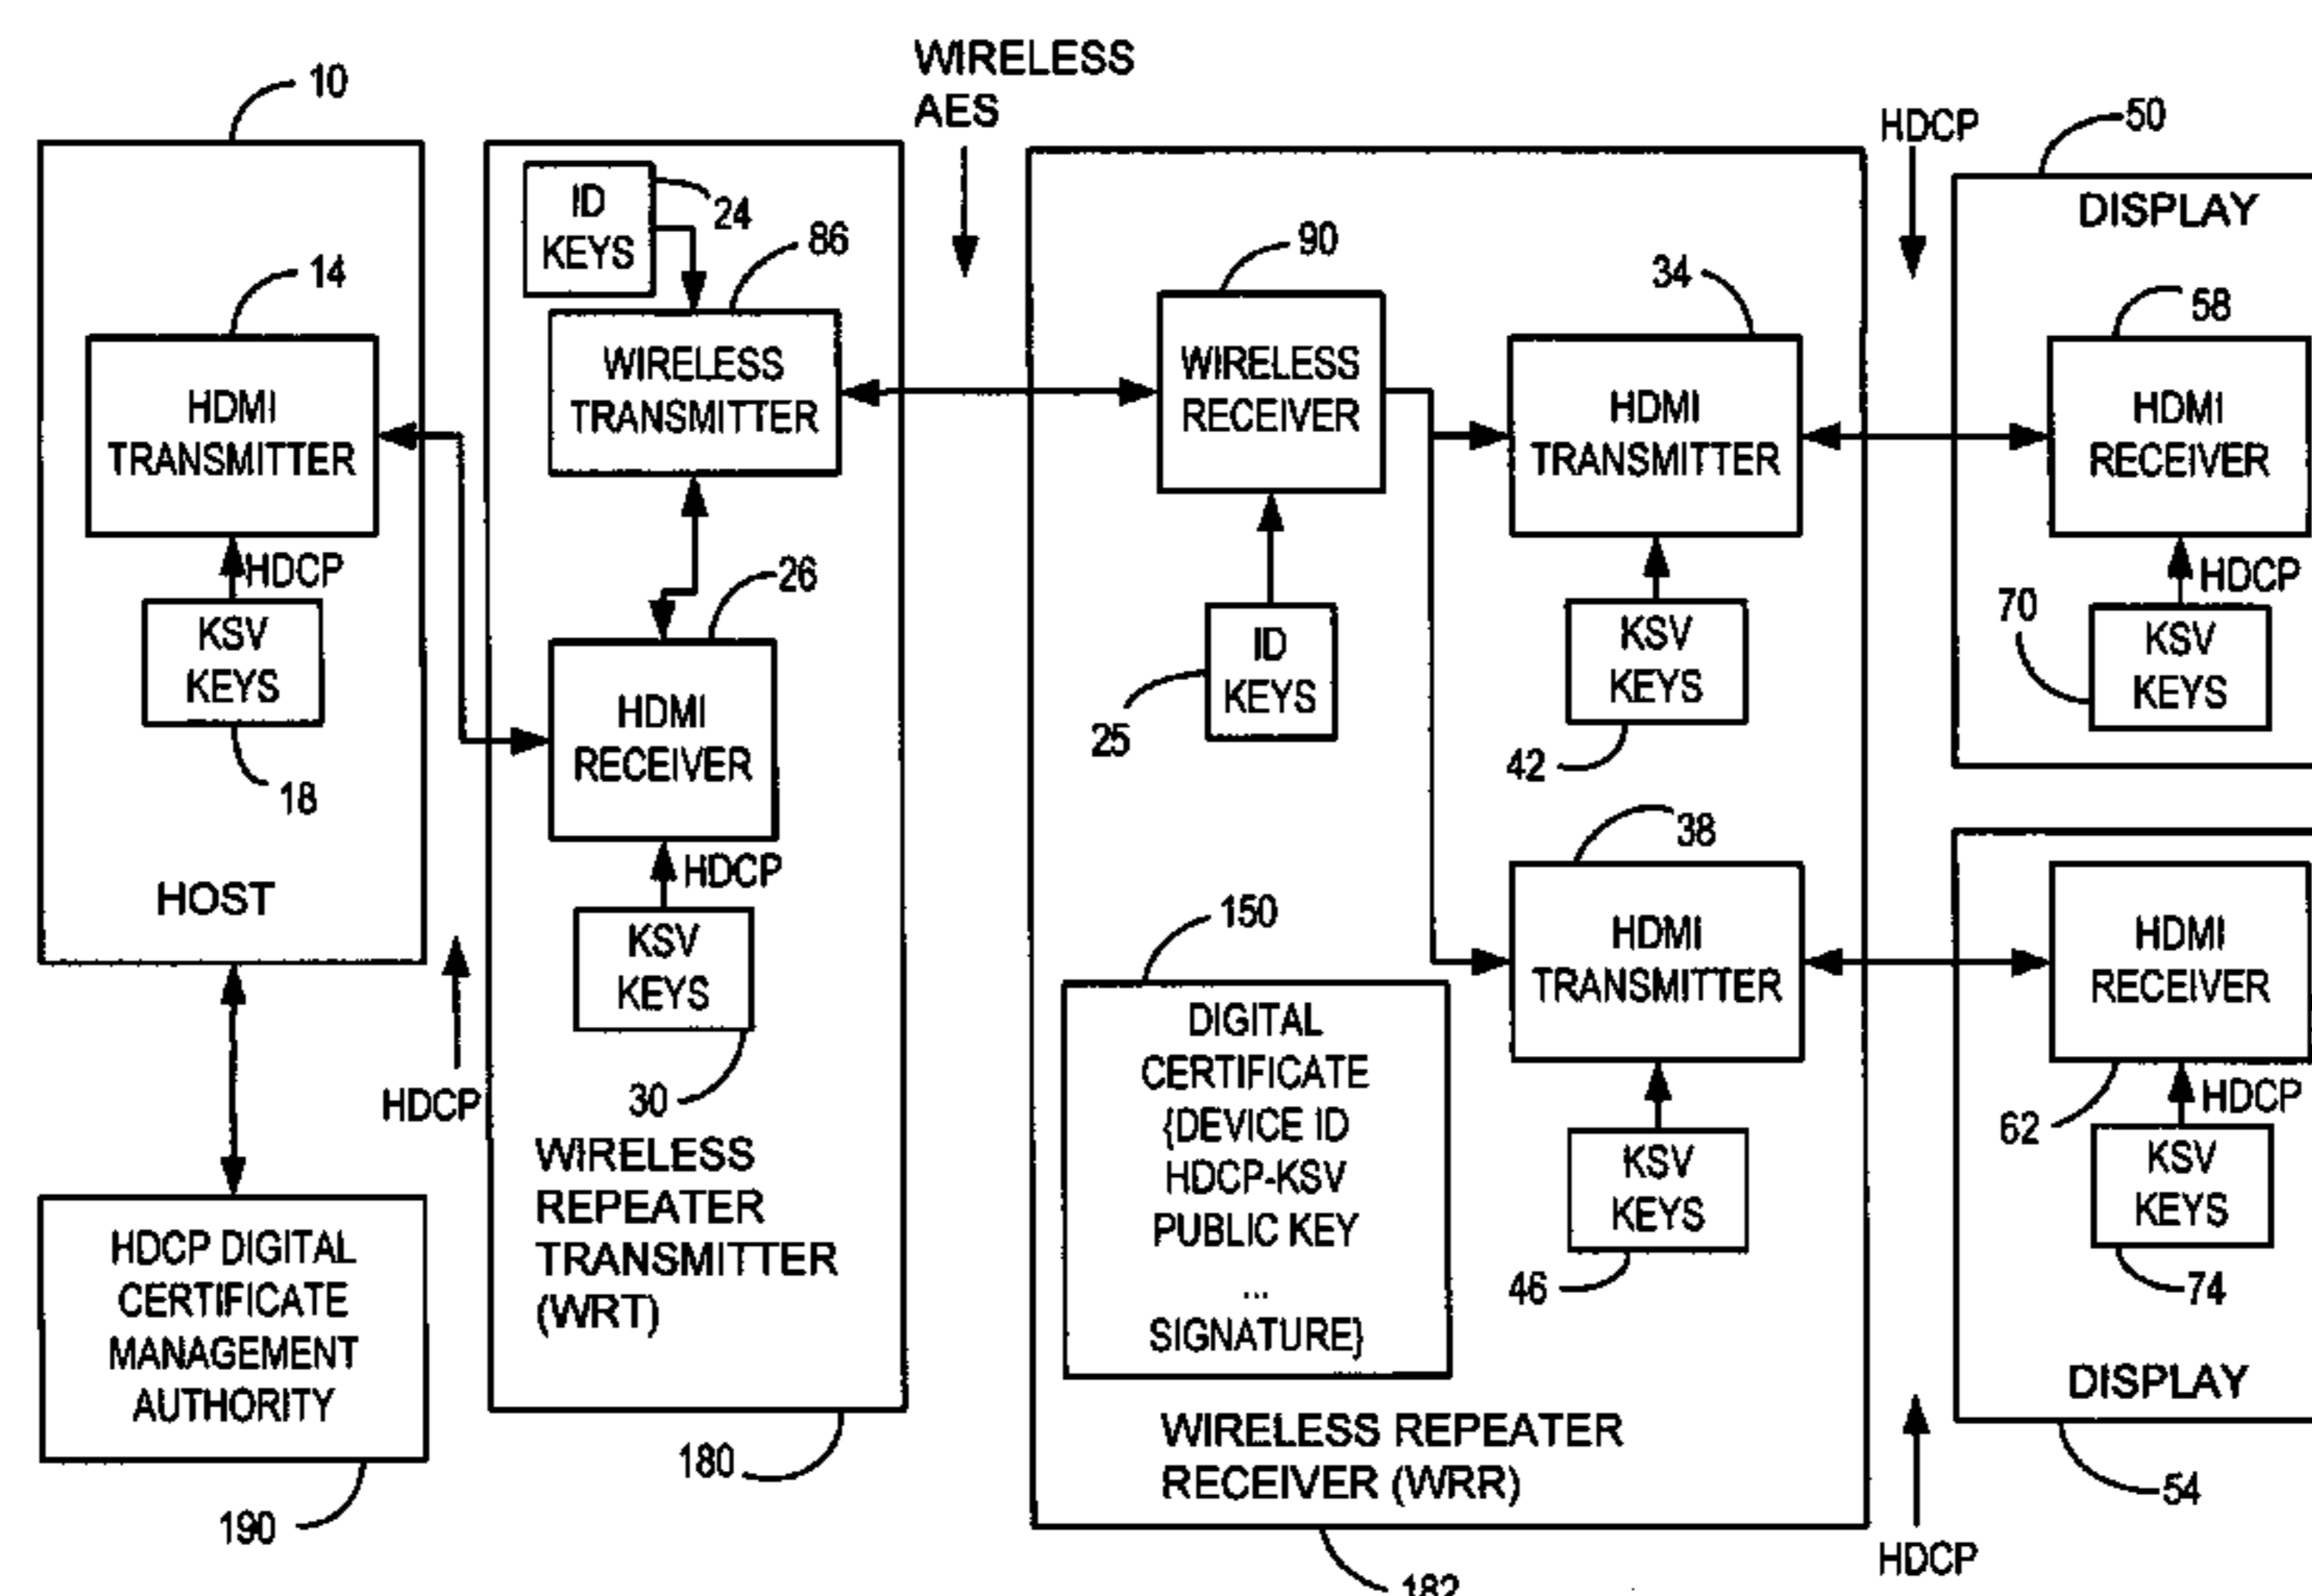 10
14
HDMI
TRANSMITTER
HDCP
KSV
KEYS
18
HOST
HDCP DIGITAL
CERTIFICATE
MANAGEMENT
AUTHORITY
190
HDCP
ID
KEYS
24
86
WIRELESS
TRANSMITTER
26
HDMI
RECEIVER
HDCP
KSV
KEYS
30
WIRELESS
REPEATER
TRANSMITTER
(WRT)
180
WIRELESS
AES
90
WIRELESS
RECEIVER
ID
KEYS
25
34
HDMI
TRANSMITTER
KSV
KEYS
42
38
HDMI
TRANSMITTER
KSV
KEYS
46
150
DIGITAL
CERTIFICATE
{DEVICE ID
HDCP-KSV
PUBLIC KEY
...
SIGNATURE}
WIRELESS REPEATER
RECEIVER (WRR)
182
HDCP
50
DISPLAY
58
HDMI
RECEIVER
HDCP
70
KSV
KEYS
HDMI
RECEIVER
62
HDCP
KSV
KEYS
74
DISPLAY
54
HDCP